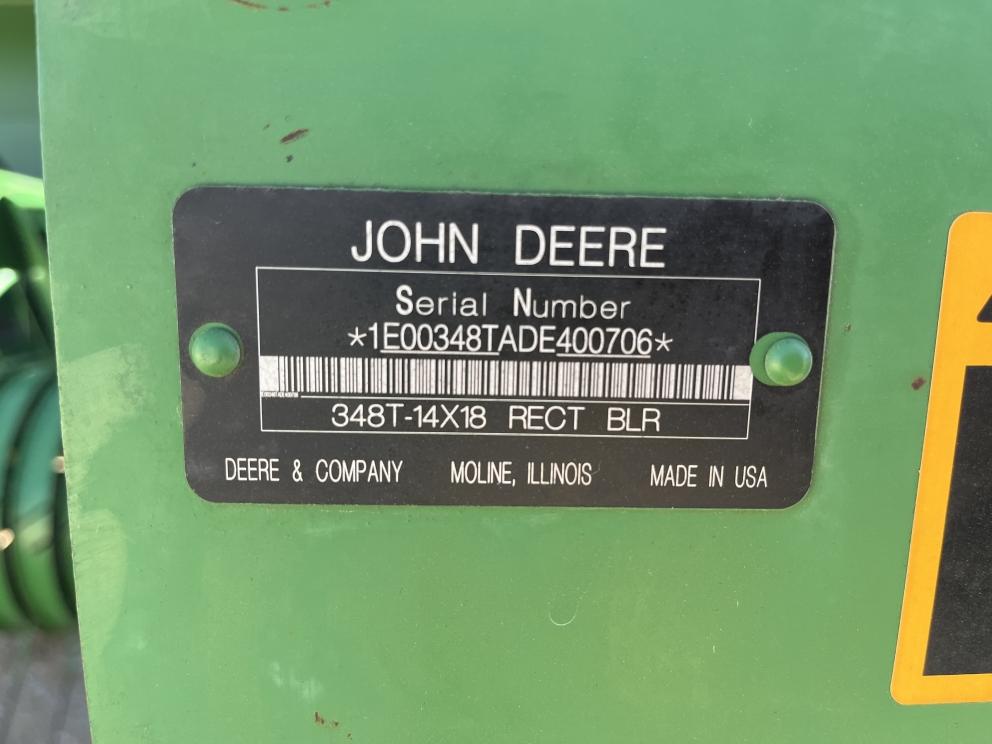 JOHN DEERE
Serial Number
*1E00348TADE400706*
348T-14X18 RECT BLR
DEERE & COMPANY MOLINE, ILLINOIS MADE IN USA